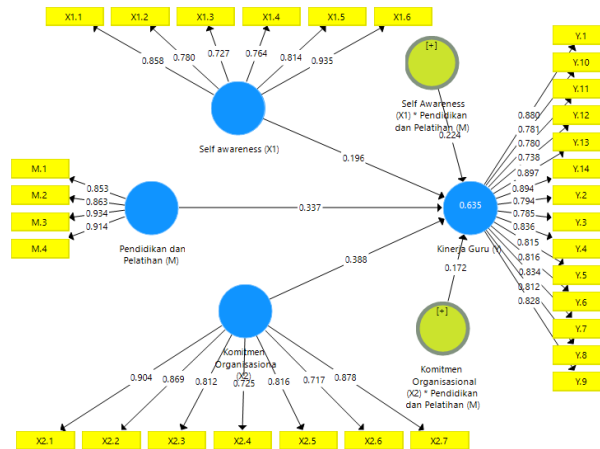 X1.1
X1.2
X1.3
X1.4
X1.5
X1.6
0.858
0.780
0.727
0.764
0.814
0.935
Self awareness (X1)
[+]
Self Awareness
(X1) * Pendidikan
dan Pelatihan (M)
0.224
0.196
M.1
M.2
M.3
M.4
0.853
0.863
0.934
0.914
Pendidikan dan
Pelatihan (M)
0.337
0.635
Kinerja Guru (Y)
0.388
0.172
Y.1
Y.10
Y.11
Y.12
Y.13
Y.14
Y.2
Y.3
Y.4
Y.5
Y.6
Y.7
Y.8
Y.9
0.880
0.781
0.780
0.738
0.897
0.894
0.794
0.785
0.836
0.815
0.816
0.834
0.812
0.828
[+]
Komitmen
Organisasional
(X2) * Pendidikan
dan Pelatihan (M)
Komitmen
Organisasiona
(X2)
0.904
0.869
0.812
0.725
0.816
0.717
0.878
X2.1
X2.2
X2.3
X2.4
X2.5
X2.6
X2.7